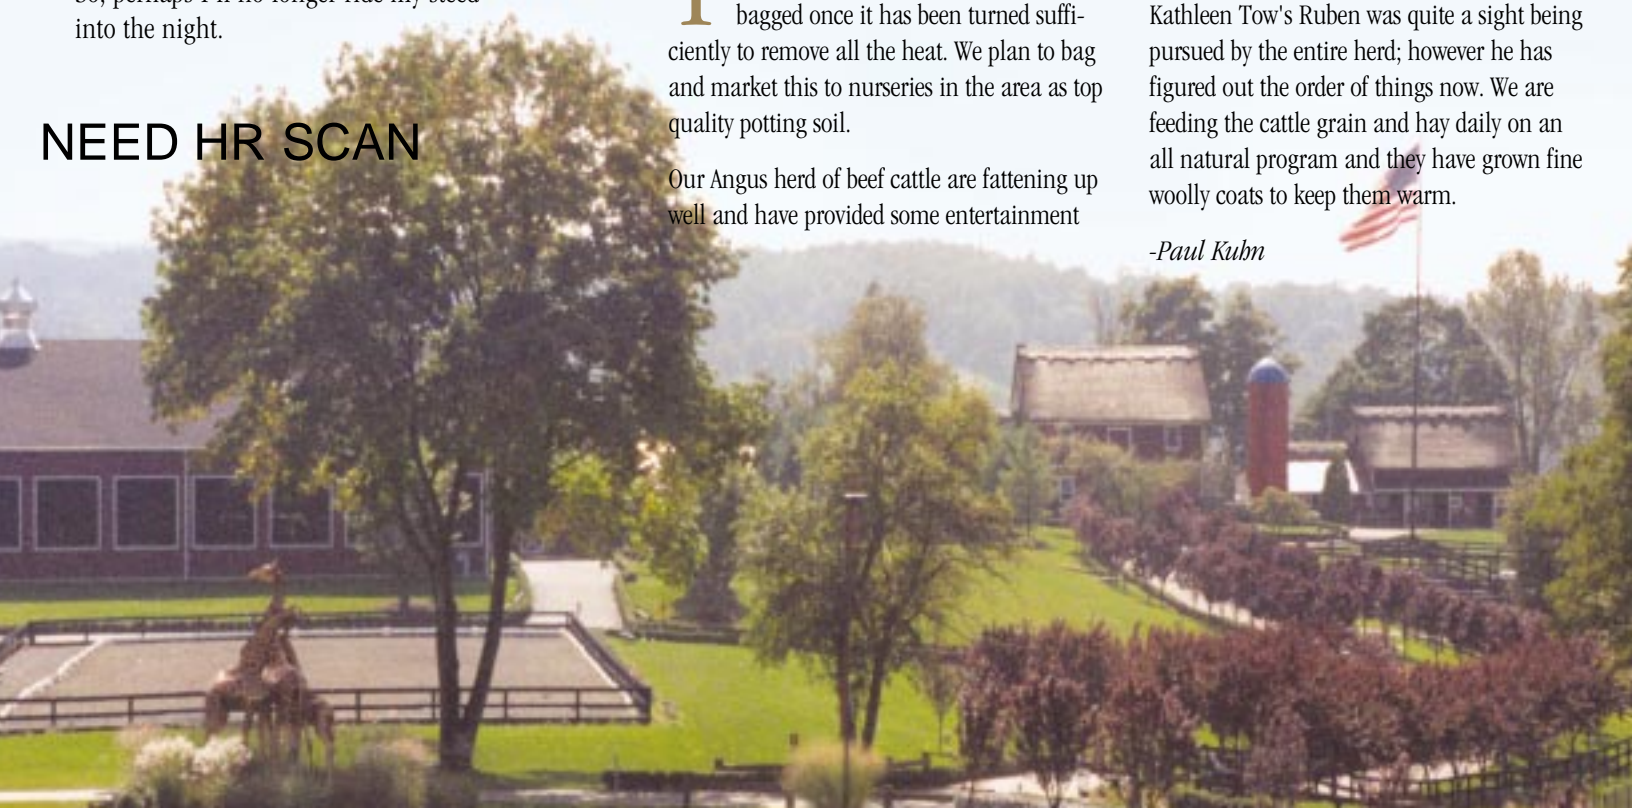 into the night.
NEED HR SCAN
bagged once it has been turned suffi-
ciently to remove all the heat. We plan to bag
and market this to nurseries in the area as top
quality potting soil.
Our Angus herd of beef cattle are fattening up
well and have provided some entertainment
Kathleen Tow's Ruben was quite a sight being
pursued by the entire herd; however he has
figured out the order of things now. We are
feeding the cattle grain and hay daily on an
all natural program and they have grown fine
woolly coats to keep them warm.
-Paul Kuhn